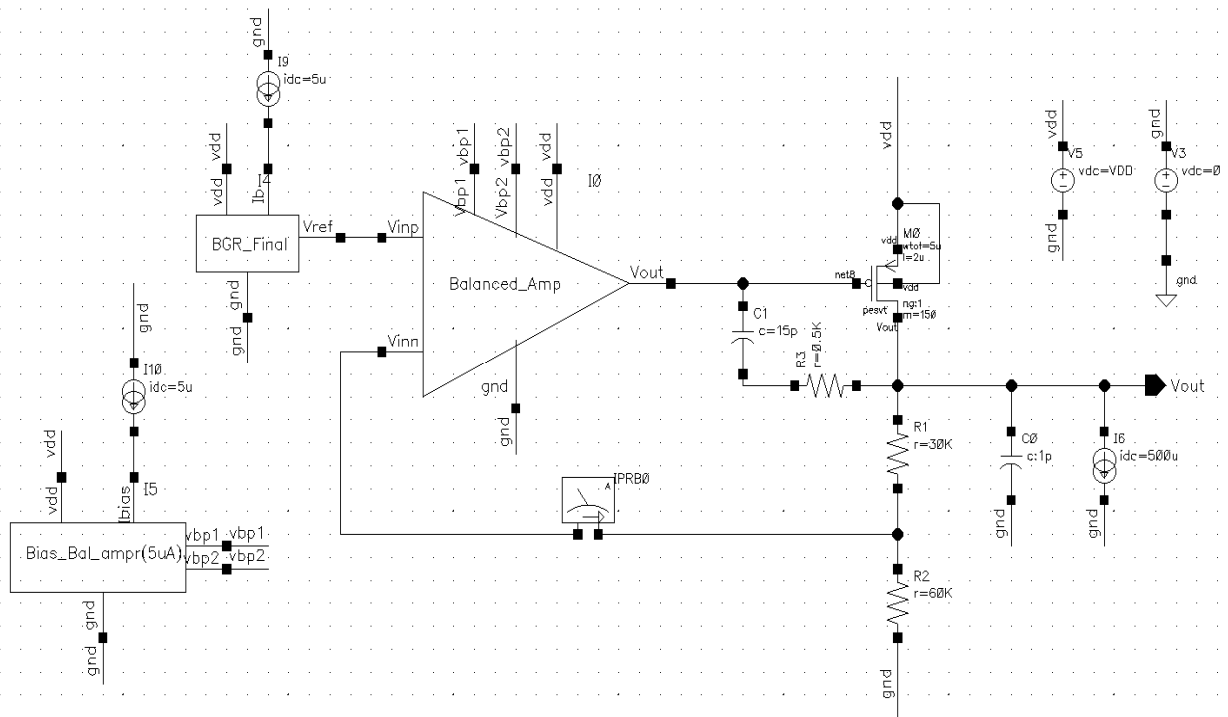 gnd
I9
idc=5u
vdd
vdd
Ib
I4
BGR_Final
Vref
gnd
gnd
gnd
I10
idc=5u
vdd
vdd
Ibias
I5
Bias_Bal_ampr(5uA)
vbp1
vbp1
vbp2
vbp2
gnd
gnd
vbp1
vbp2
vdd
Vbp1
Vbp2
vdd
I0
Vinp
Balanced_Amp
Vinn
Vout
gnd
gnd
C1
c=15p
R3
r=0.5K
vdd
M0
vdd
wtot=5u
l=2u
net8
vdd
pesvt
ng:1
m=150
Vout
Vout
R1
r=30K
C0
c:1p
gnd
I6
idc=500u
gnd
IPRB0
A
R2
r=60K
gnd
vdd
V5
vdc=VDD
gnd
gnd
V3
vdc=0
gnd
gnd